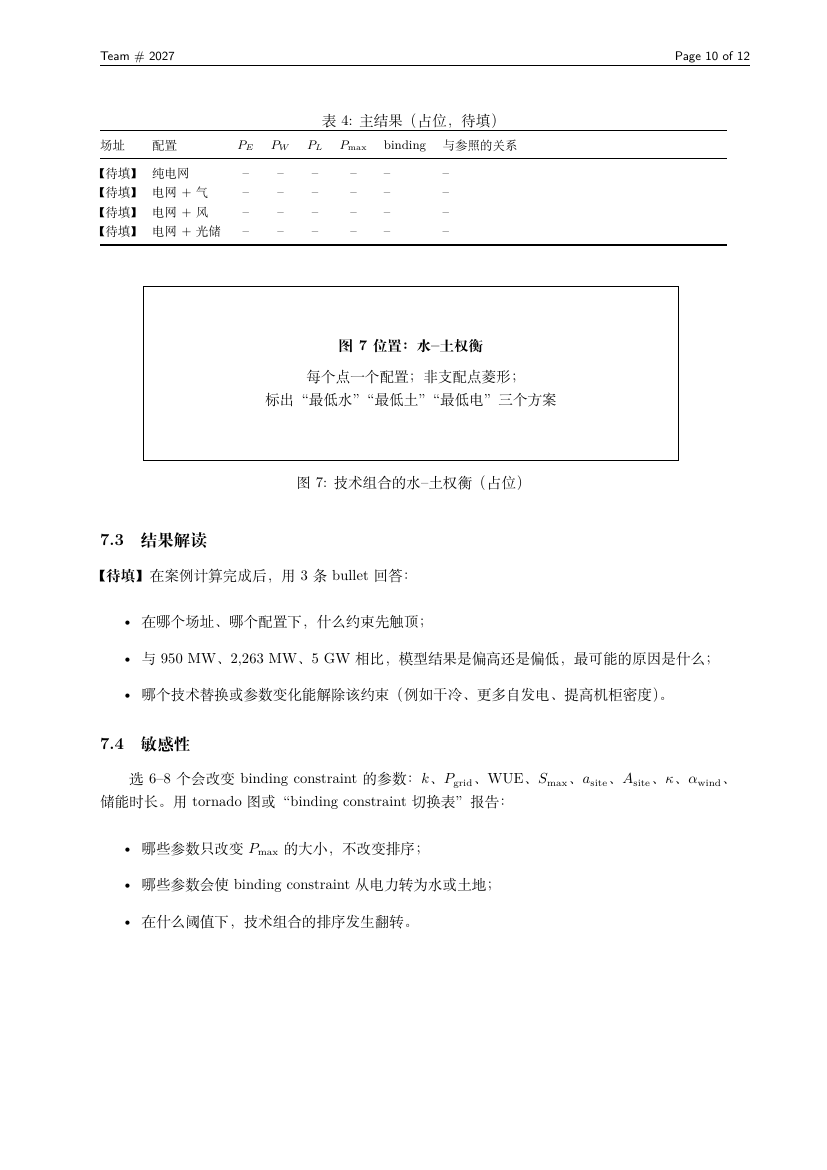 Team # 2027 Page 10 of 12
表 4: 主结果（占位，待填）
场址 配置 P_E P_W P_L P_max binding 与参照的关系
【待填】 纯电网 – – – – – –
【待填】 电网 + 气 – – – – – –
【待填】 电网 + 风 – – – – – –
【待填】 电网 + 光储 – – – – – –
图 7 位置：水–土权衡
每个点一个配置；非支配点菱形；
标出 “最低水” “最低土” “最低电” 三个方案
图 7: 技术组合的水–土权衡（占位）
7.3 结果解读
【待填】在案例计算完成后，用 3 条 bullet 回答：
• 在哪个场址、哪个配置下，什么约束先触顶；
• 与 950 MW、2,263 MW、5 GW 相比，模型结果是偏高还是偏低，最可能的原因是什么；
• 哪个技术替换或参数变化能解除该约束（例如干冷、更多自发电、提高机柜密度）。
7.4 敏感性
选 6–8 个会改变 binding constraint 的参数：k、P_grid、WUE、S_max、a_site、A_site、κ、α_wind、
储能时长。用 tornado 图或 “binding constraint 切换表” 报告：
• 哪些参数只改变 P_max 的大小，不改变排序；
• 哪些参数会使 binding constraint 从电力转为水或土地；
• 在什么阈值下，技术组合的排序发生翻转。